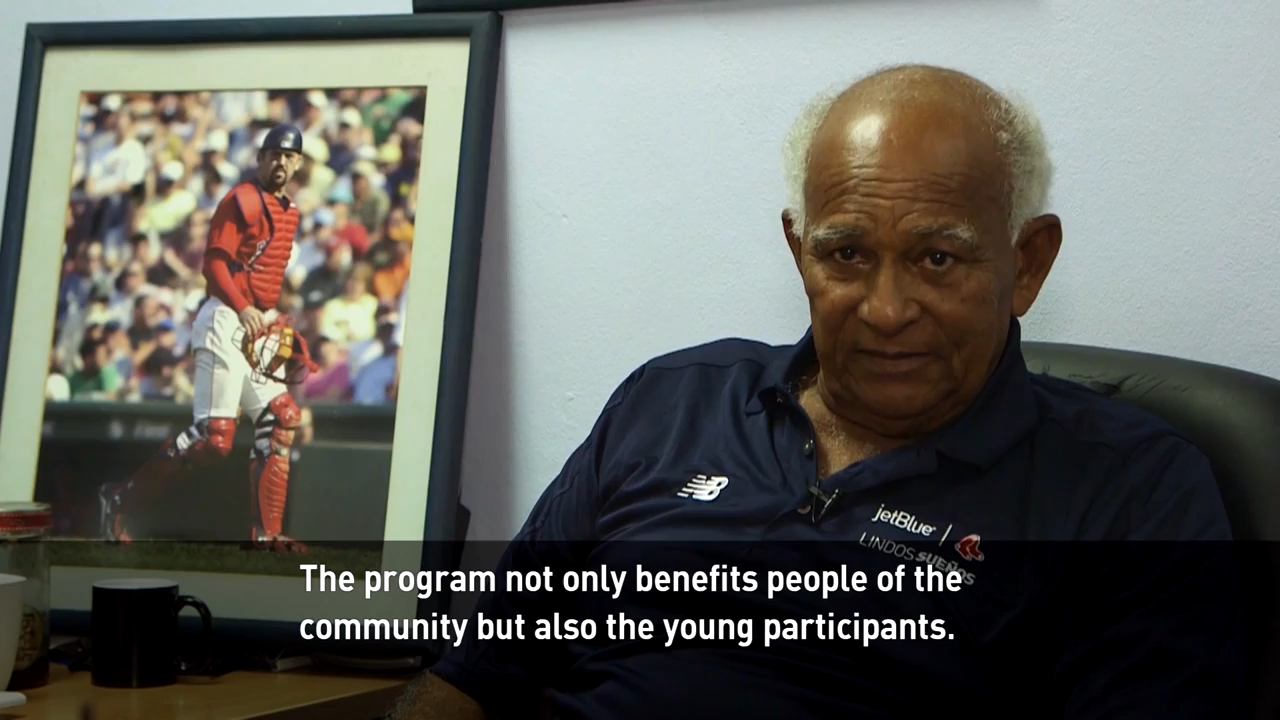 jetBlue
LINDOS SUEÑOS
The program not only benefits people of the
community but also the young participants.